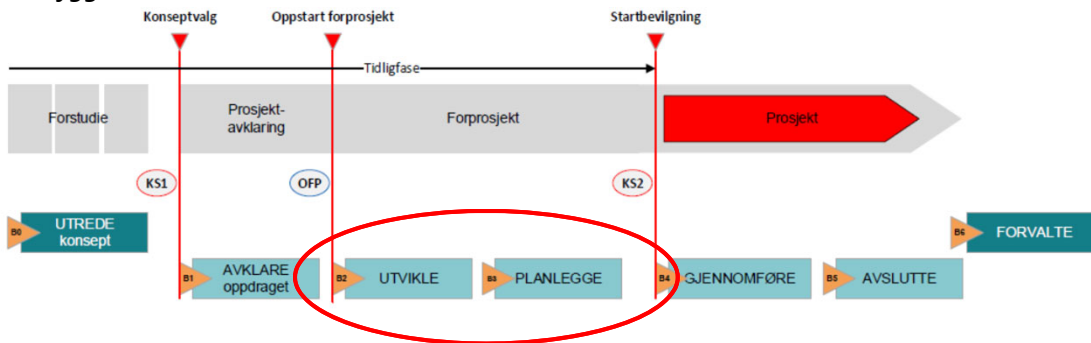 Konseptvalg
Oppstart forprosjekt
Startbevilgning
Tidligfase
Forstudie
Prosjekt-
avklaring
Forprosjekt
Prosjekt
KS1
OFP
KS2
B0
UTREDE
konsept
B6
FORVALTE
B1
AVKLARE
oppdraget
B2
UTVIKLE
B3
PLANLEGGE
B4
GJENNOMFØRE
B5
AVSLUTTE